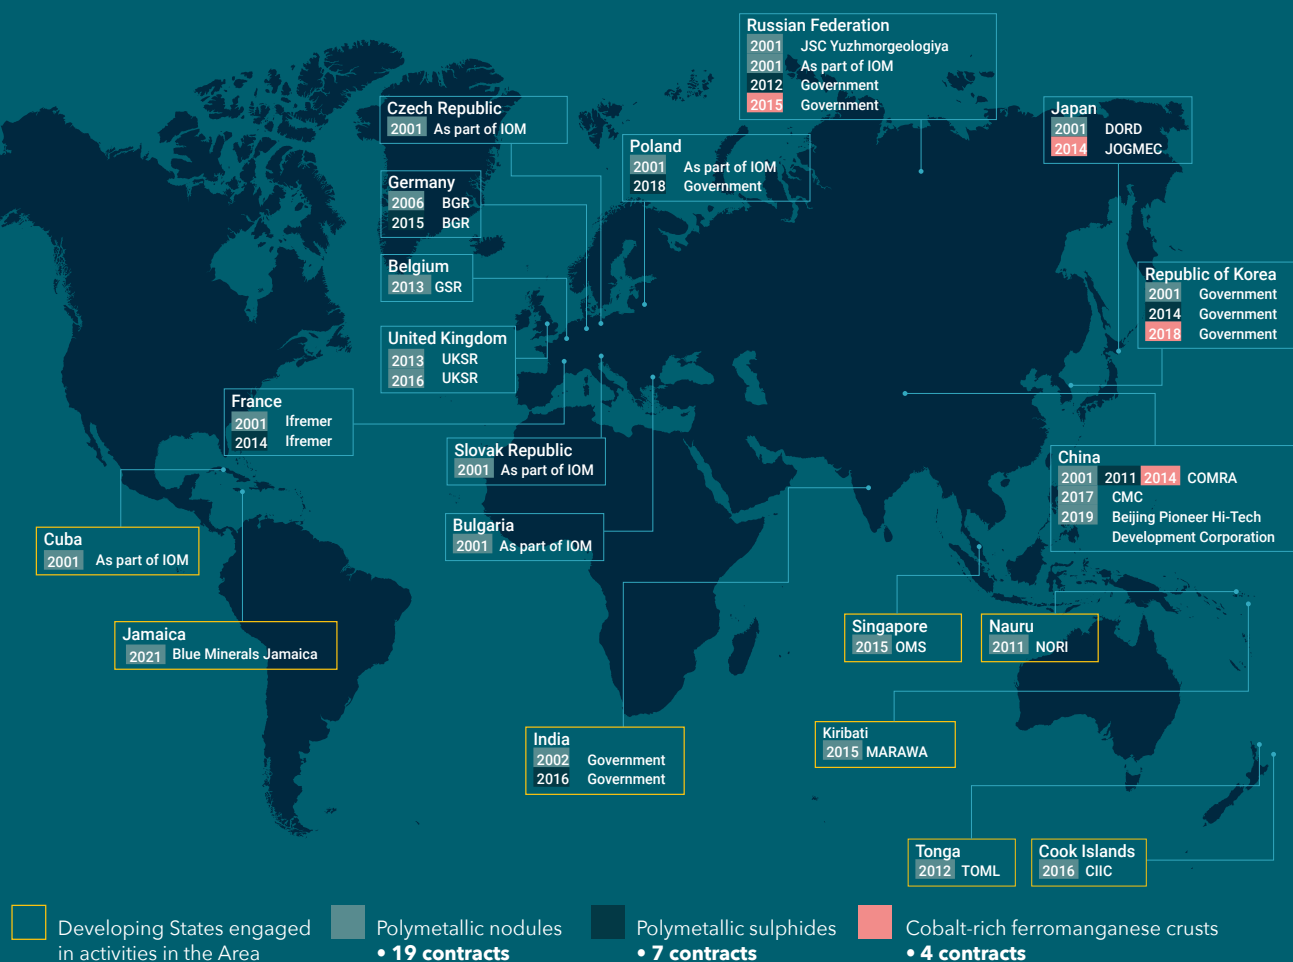 Russian Federation
2001 JSC Yuzhmorgeologiya
2001 As part of IOM
2012 Government
2015 Government
Czech Republic
2001 As part of IOM
Japan
2001 DORD
2014 JOGMEC
Poland
2001 As part of IOM
2018 Government
Germany
2006 BGR
2015 BGR
Belgium
2013 GSR
Republic of Korea
2001 Government
2014 Government
2018 Government
United Kingdom
2013 UKSR
2016 UKSR
France
2001 Ifremer
2014 Ifremer
Slovak Republic
2001 As part of IOM
China
2001 2011 2014 COMRA
2017 CMC
2019 Beijing Pioneer Hi-Tech
Development Corporation
Bulgaria
2001 As part of IOM
Cuba
2001 As part of IOM
Jamaica
2021 Blue Minerals Jamaica
Singapore
2015 OMS
Nauru
2011 NORI
India
2002 Government
2016 Government
Kiribati
2015 MARAWA
Tonga
2012 TOML
Cook Islands
2016 CIIC
Developing States engaged
in activities in the Area
Polymetallic nodules
• 19 contracts
Polymetallic sulphides
• 7 contracts
Cobalt-rich ferromanganese crusts
• 4 contracts